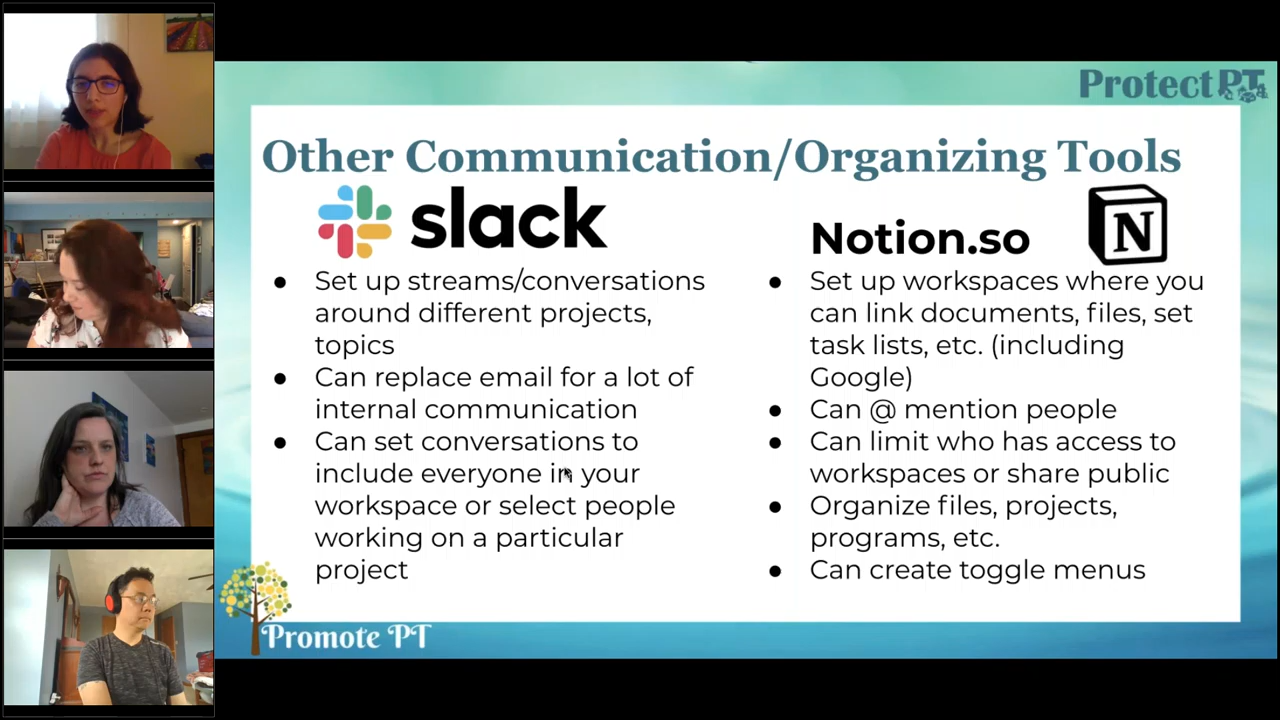 Protect PT
Other Communication/Organizing Tools
slack
Set up streams/conversations
around different projects,
topics
Can replace email for a lot of
internal communication
Can set conversations to
include everyone in your
workspace or select people
working on a particular
project
Notion.so
N
Set up workspaces where you
can link documents, files, set
task lists, etc. (including
Google)
Can @ mention people
Can limit who has access to
workspaces or share public
Organize files, projects,
programs, etc.
Can create toggle menus
Promote PT